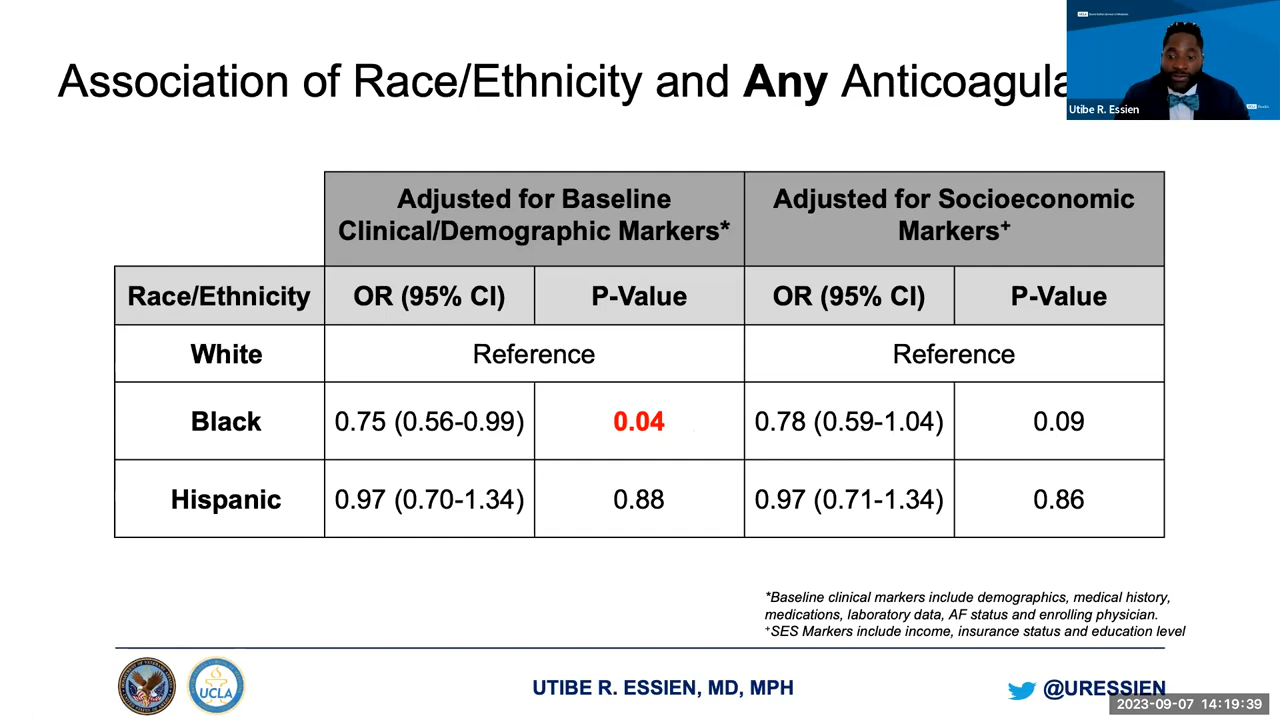 Association of Race/Ethnicity and Any Anticoagula
Utibe R. Essien
Adjusted for Baseline Clinical/Demographic Markers*
Adjusted for Socioeconomic Markers+
Race/Ethnicity OR (95% CI) P-Value OR (95% CI) P-Value
White Reference Reference
Black 0.75 (0.56-0.99) 0.04 0.78 (0.59-1.04) 0.09
Hispanic 0.97 (0.70-1.34) 0.88 0.97 (0.71-1.34) 0.86
*Baseline clinical markers include demographics, medical history,
medications, laboratory data, AF status and enrolling physician.
+SES Markers include income, insurance status and education level
UCLA
UTIBE R. ESSIEN, MD, MPH
@URESSIEN
2023-09-07 14:19:39